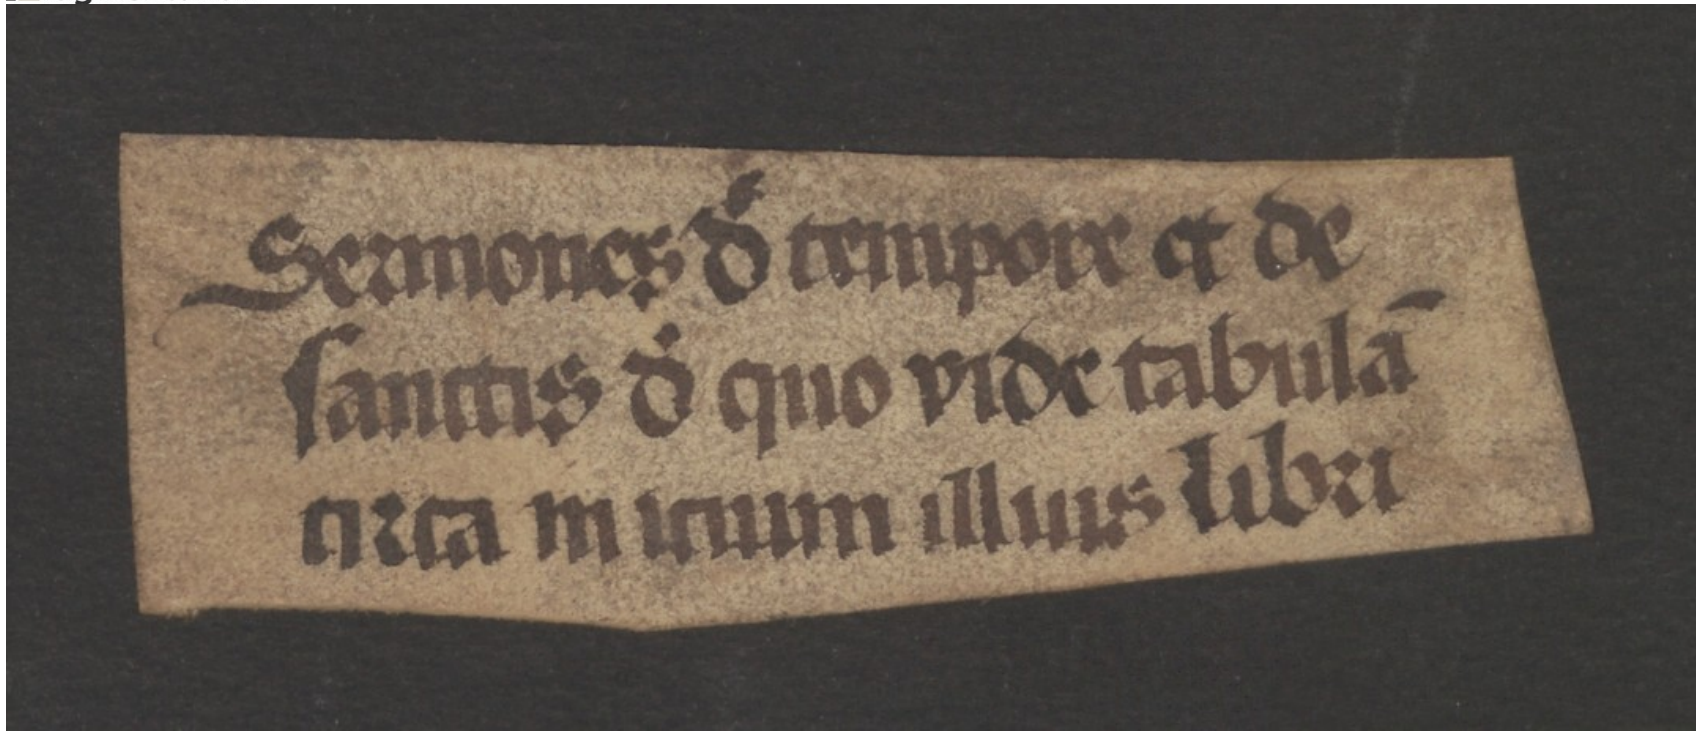 Sermones đ tempore et de
sanctis đ quo vide tabulā
circa inicium illius libri